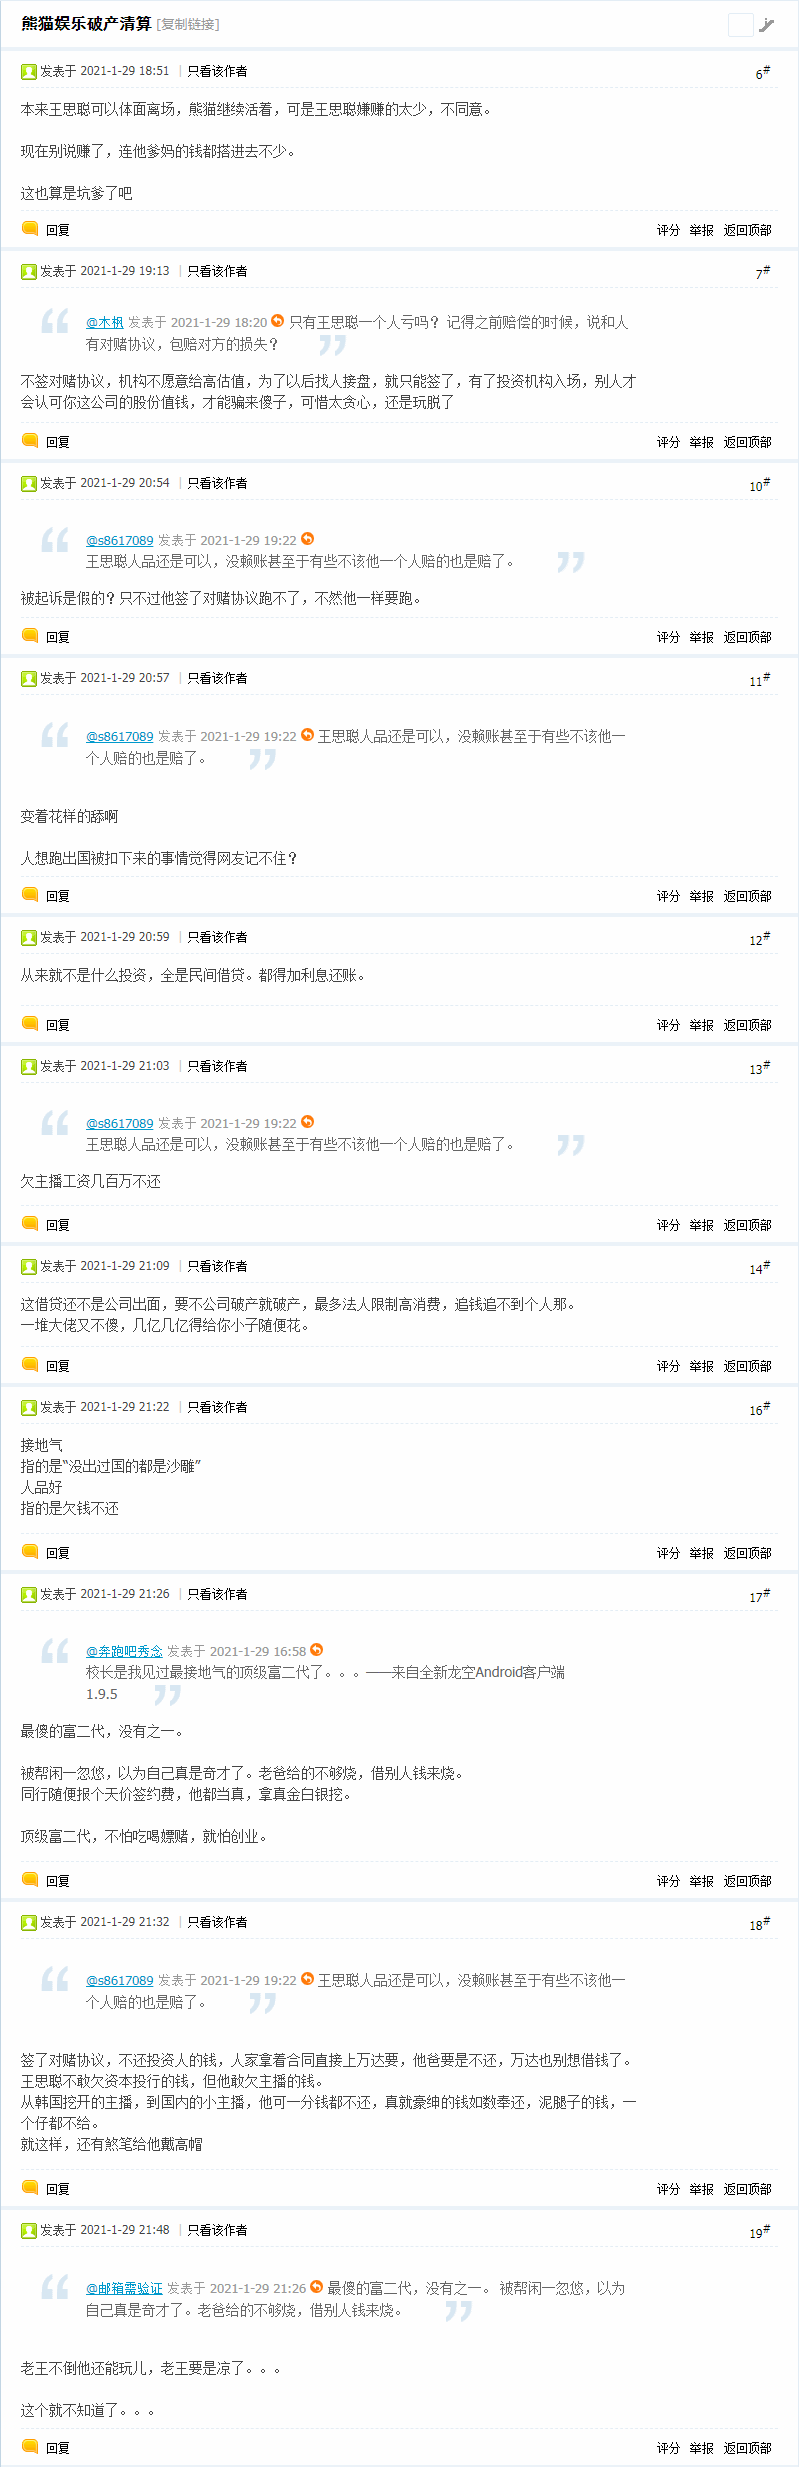 熊猫娱乐破产清算 [复制链接]
发表于 2021-1-29 18:51 | 只看该作者 6#
本来王思聪可以体面离场，熊猫继续活着，可是王思聪嫌赚的太少，不同意。
现在别说赚了，连他爹妈的钱都搭进去不少。
这也算是坑爹了吧
回复 评分 举报 返回顶部
发表于 2021-1-29 19:13 | 只看该作者 7#
@木枫 发表于 2021-1-29 18:20 只有王思聪一个人亏吗？ 记得之前赔偿的时候，说和人
有对赌协议，包赔对方的损失？
不签对赌协议，机构不愿意给高估值，为了以后找人接盘，就只能签了，有了投资机构入场，别人才
会认可你这公司的股份值钱，才能骗来傻子，可惜太贪心，还是玩脱了
回复 评分 举报 返回顶部
发表于 2021-1-29 20:54 | 只看该作者 10#
@s8617089 发表于 2021-1-29 19:22
王思聪人品还是可以，没赖账甚至于有些不该他一个人赔的也是赔了。
被起诉是假的？只不过他签了对赌协议跑不了，不然他一样要跑。
回复 评分 举报 返回顶部
发表于 2021-1-29 20:57 | 只看该作者 11#
@s8617089 发表于 2021-1-29 19:22 王思聪人品还是可以，没赖账甚至于有些不该他一
个人赔的也是赔了。
变着花样的舔啊
人想跑出国被扣下来的事情觉得网友记不住？
回复 评分 举报 返回顶部
发表于 2021-1-29 20:59 | 只看该作者 12#
从来就不是什么投资，全是民间借贷。都得加利息还账。
回复 评分 举报 返回顶部
发表于 2021-1-29 21:03 | 只看该作者 13#
@s8617089 发表于 2021-1-29 19:22
王思聪人品还是可以，没赖账甚至于有些不该他一个人赔的也是赔了。
欠主播工资几百万不还
回复 评分 举报 返回顶部
发表于 2021-1-29 21:09 | 只看该作者 14#
这借贷还不是公司出面，要不公司破产就破产，最多法人限制高消费，追钱追不到个人那。
一堆大佬又不傻，几亿几亿得给你小子随便花。
回复 评分 举报 返回顶部
发表于 2021-1-29 21:22 | 只看该作者 16#
接地气
指的是“没出过国的都是沙雕”
人品好
指的是欠钱不还
回复 评分 举报 返回顶部
发表于 2021-1-29 21:26 | 只看该作者 17#
@奔跑吧秀念 发表于 2021-1-29 16:58
校长是我见过最接地气的顶级富二代了。。。——来自全新龙空Android客户端
1.9.5
最傻的富二代，没有之一。
被帮闲一忽悠，以为自己真是奇才了。老爸给的不够烧，借别人钱来烧。
同行随便报个天价签约费，他都当真，拿真金白银挖。
顶级富二代，不怕吃喝嫖赌，就怕创业。
回复 评分 举报 返回顶部
发表于 2021-1-29 21:32 | 只看该作者 18#
@s8617089 发表于 2021-1-29 19:22 王思聪人品还是可以，没赖账甚至于有些不该他一
个人赔的也是赔了。
签了对赌协议，不还投资人的钱，人家拿着合同直接上万达要，他爸要是不还，万达也别想借钱了。
王思聪不敢欠资本投行的钱，但他敢欠主播的钱。
从韩国挖开的主播，到国内的小主播，他可一分钱都不还，真就豪绅的钱如数奉还，泥腿子的钱，一
个仔都不给。
就这样，还有煞笔给他戴高帽
回复 评分 举报 返回顶部
发表于 2021-1-29 21:48 | 只看该作者 19#
@邮箱需验证 发表于 2021-1-29 21:26 最傻的富二代，没有之一。 被帮闲一忽悠，以为
自己真是奇才了。老爸给的不够烧，借别人钱来烧。
老王不倒他还能玩儿，老王要是凉了。。。
这个就不知道了。。。
回复 评分 举报 返回顶部